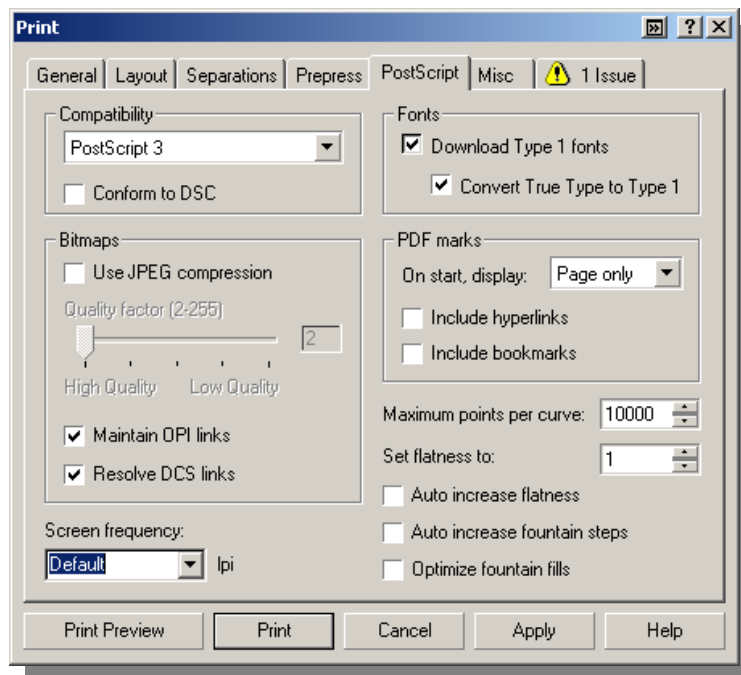 Print
General Layout Separations Prepress PostScript Misc 1 Issue
Compatibility
PostScript 3
Conform to DSC
Bitmaps
Use JPEG compression
Quality factor (2-255)
2
High Quality Low Quality
Maintain OPI links
Resolve DCS links
Screen frequency:
Default lpi
Fonts
Download Type 1 fonts
Convert True Type to Type 1
PDF marks
On start, display: Page only
Include hyperlinks
Include bookmarks
Maximum points per curve: 10000
Set flatness to: 1
Auto increase flatness
Auto increase fountain steps
Optimize fountain fills
Print Preview Print Cancel Apply Help